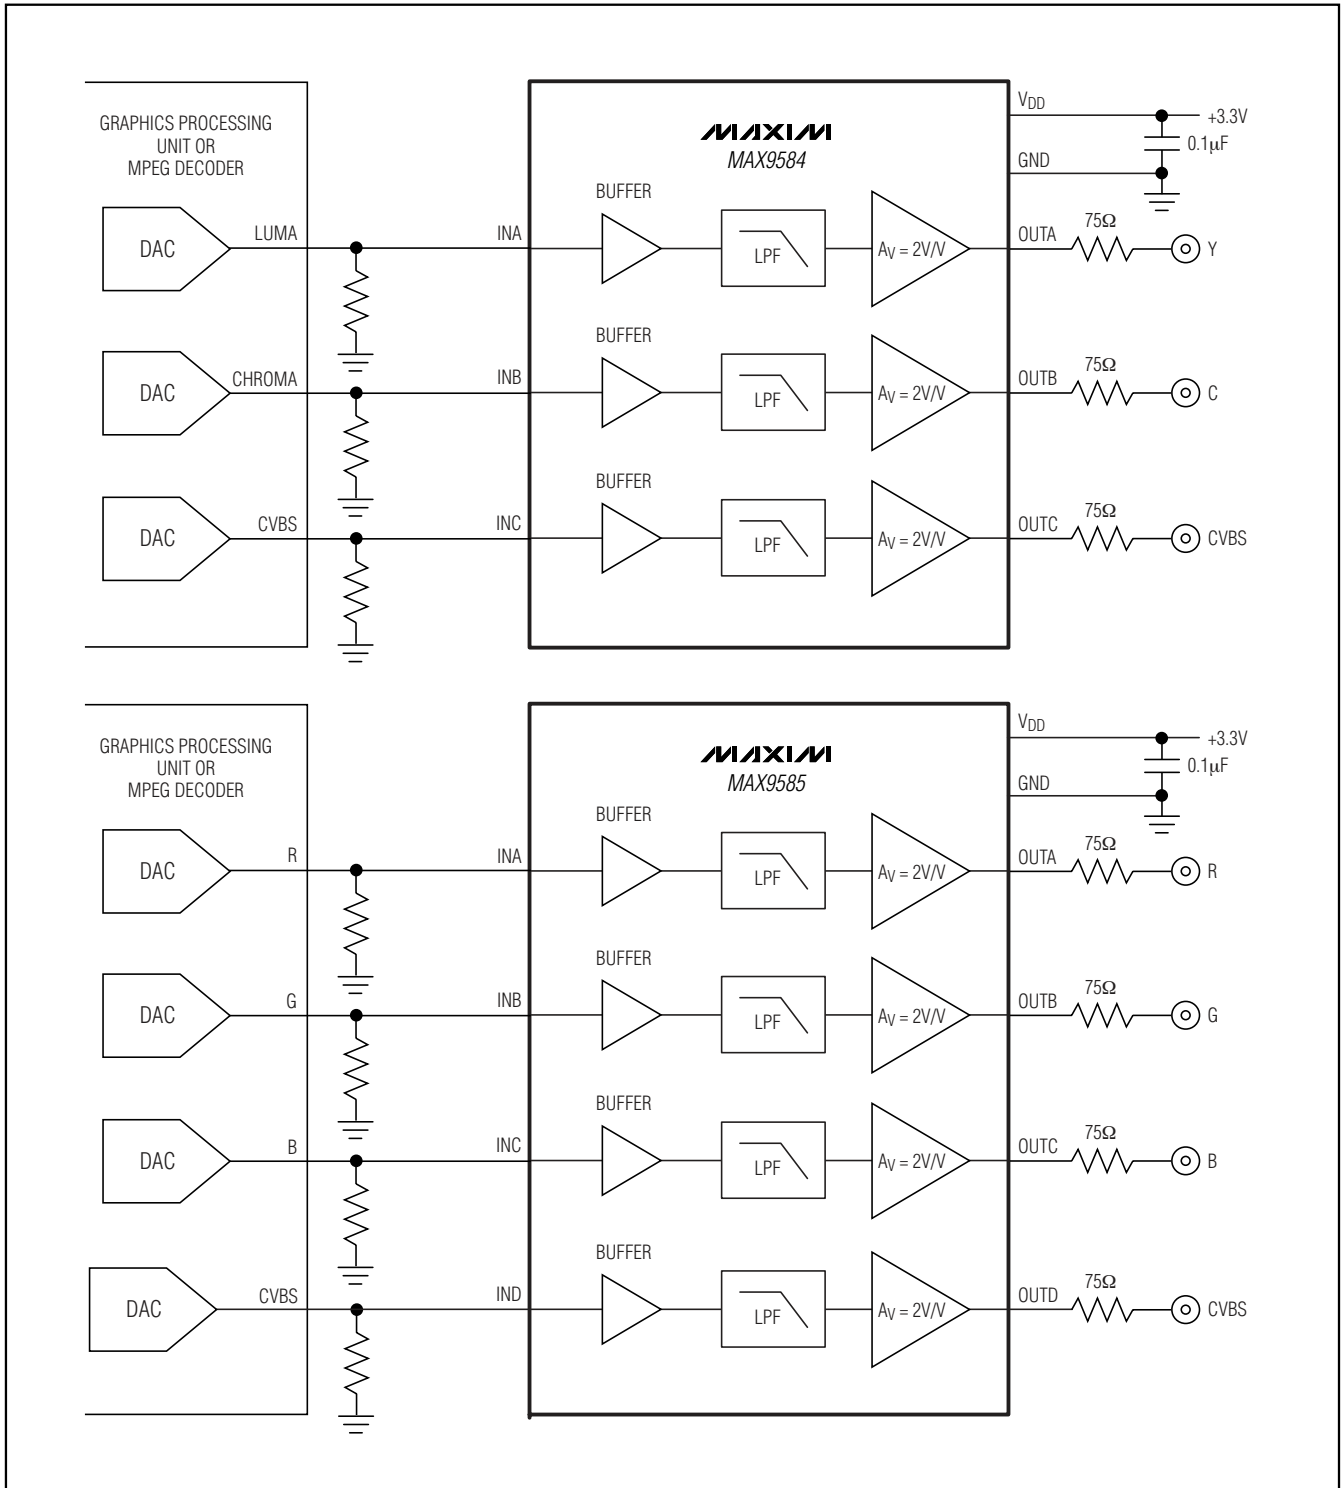 GRAPHICS PROCESSING
UNIT OR
MPEG DECODER
MAXIM
MAX9584
VDD
+3.3V
0.1µF
GND
DAC
LUMA
INA
BUFFER
LPF
AV = 2V/V
OUTA
75Ω
Y
DAC
CHROMA
INB
BUFFER
LPF
AV = 2V/V
OUTB
75Ω
C
DAC
CVBS
INC
BUFFER
LPF
AV = 2V/V
OUTC
75Ω
CVBS
GRAPHICS PROCESSING
UNIT OR
MPEG DECODER
MAXIM
MAX9585
VDD
+3.3V
0.1µF
GND
DAC
R
INA
BUFFER
LPF
AV = 2V/V
OUTA
75Ω
R
DAC
G
INB
BUFFER
LPF
AV = 2V/V
OUTB
75Ω
G
DAC
B
INC
BUFFER
LPF
AV = 2V/V
OUTC
75Ω
B
DAC
CVBS
IND
BUFFER
LPF
AV = 2V/V
OUTD
75Ω
CVBS